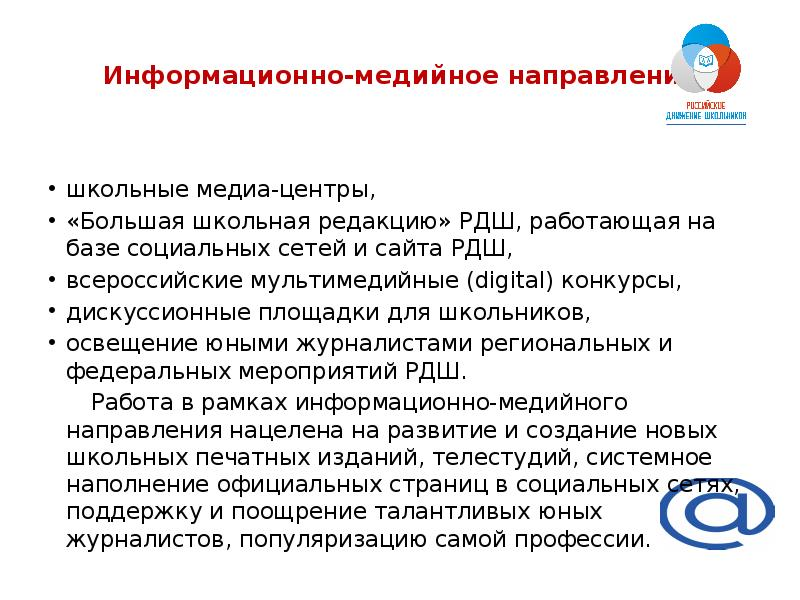 Информационно-медийное направлени
РОССИЙСКОЕ
ДВИЖЕНИЕ ШКОЛЬНИКОВ
• школьные медиа-центры,
• «Большая школьная редакцию» РДШ, работающая на
базе социальных сетей и сайта РДШ,
• всероссийские мультимедийные (digital) конкурсы,
• дискуссионные площадки для школьников,
• освещение юными журналистами региональных и
федеральных мероприятий РДШ.
Работа в рамках информационно-медийного
направления нацелена на развитие и создание новых
школьных печатных изданий, телестудий, системное
наполнение официальных страниц в социальных сетях,
поддержку и поощрение талантливых юных
журналистов, популяризацию самой профессии.
@